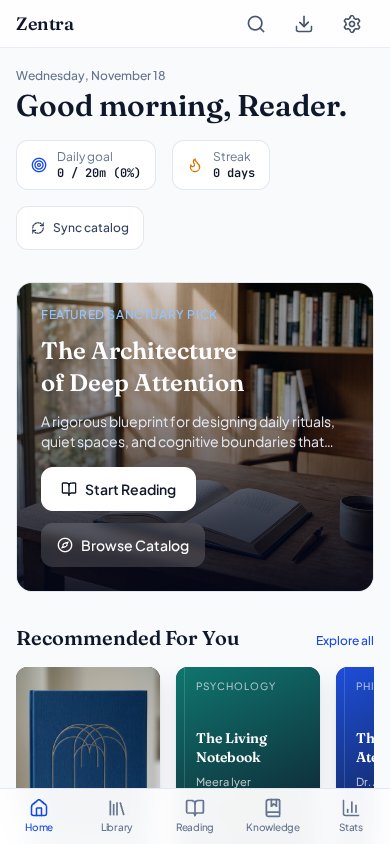 Zentra
Wednesday, November 18
Good morning, Reader.
Daily goal
0 / 20m (0%)
Streak
0 days
Sync catalog
FEATURED SANCTUARY PICK
The Architecture
of Deep Attention
A rigorous blueprint for designing daily rituals,
quiet spaces, and cognitive boundaries that…
Start Reading
Browse Catalog
Recommended For You
Explore all
PSYCHOLOGY
The Living
Notebook
Meera Iyer
Dr.
Home
Library
Reading
Knowledge
Stats